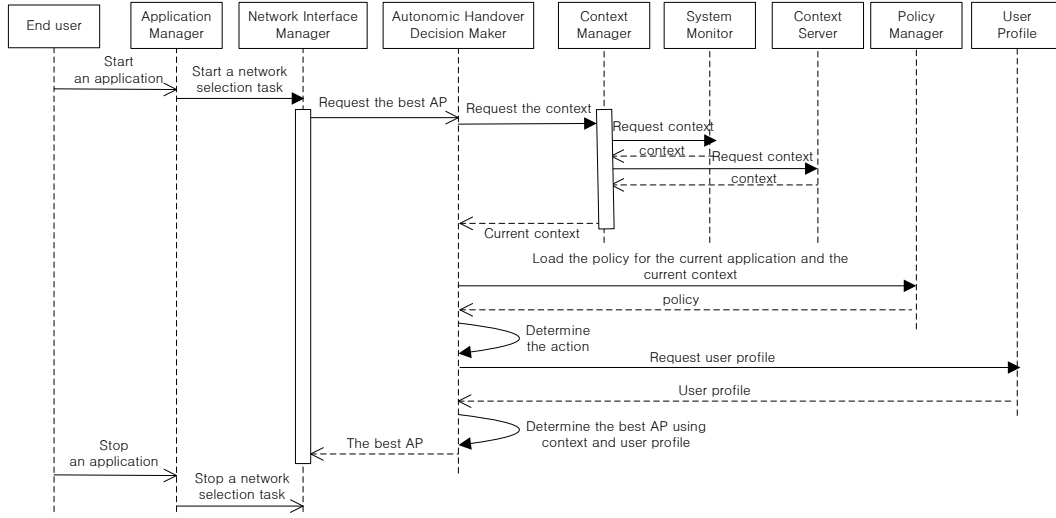 End user
Application
Manager
Network Interface
Manager
Autonomic Handover
Decision Maker
Context
Manager
System
Monitor
Context
Server
Policy
Manager
User
Profile
Start
an application
Start a network
selection task
Request the best AP
Request the context
Request context
context
Request context
context
Current context
Load the policy for the current application and the
current context
policy
Determine
the action
Request user profile
User profile
Determine the best AP using
context and user profile
The best AP
Stop
an application
Stop a network
selection task